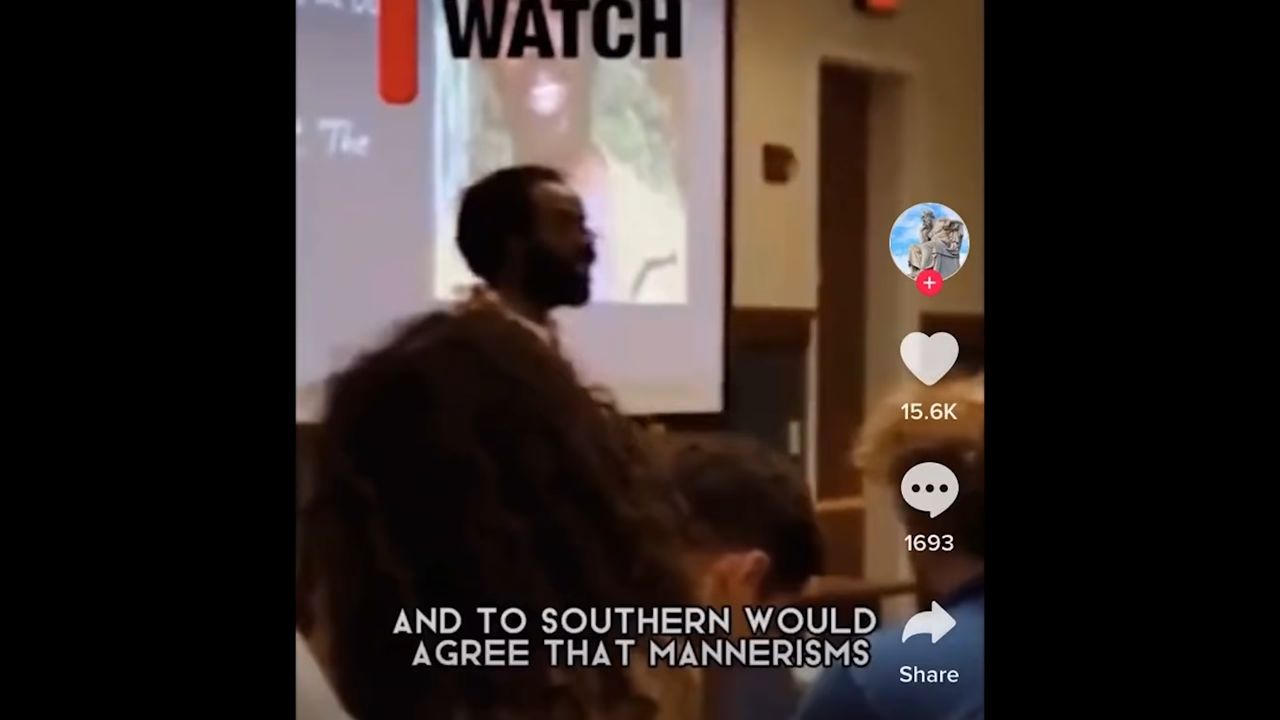 WATCH
The
15.6K
1693
AND TO SOUTHERN WOULD
AGREE THAT MANNERISMS
Share